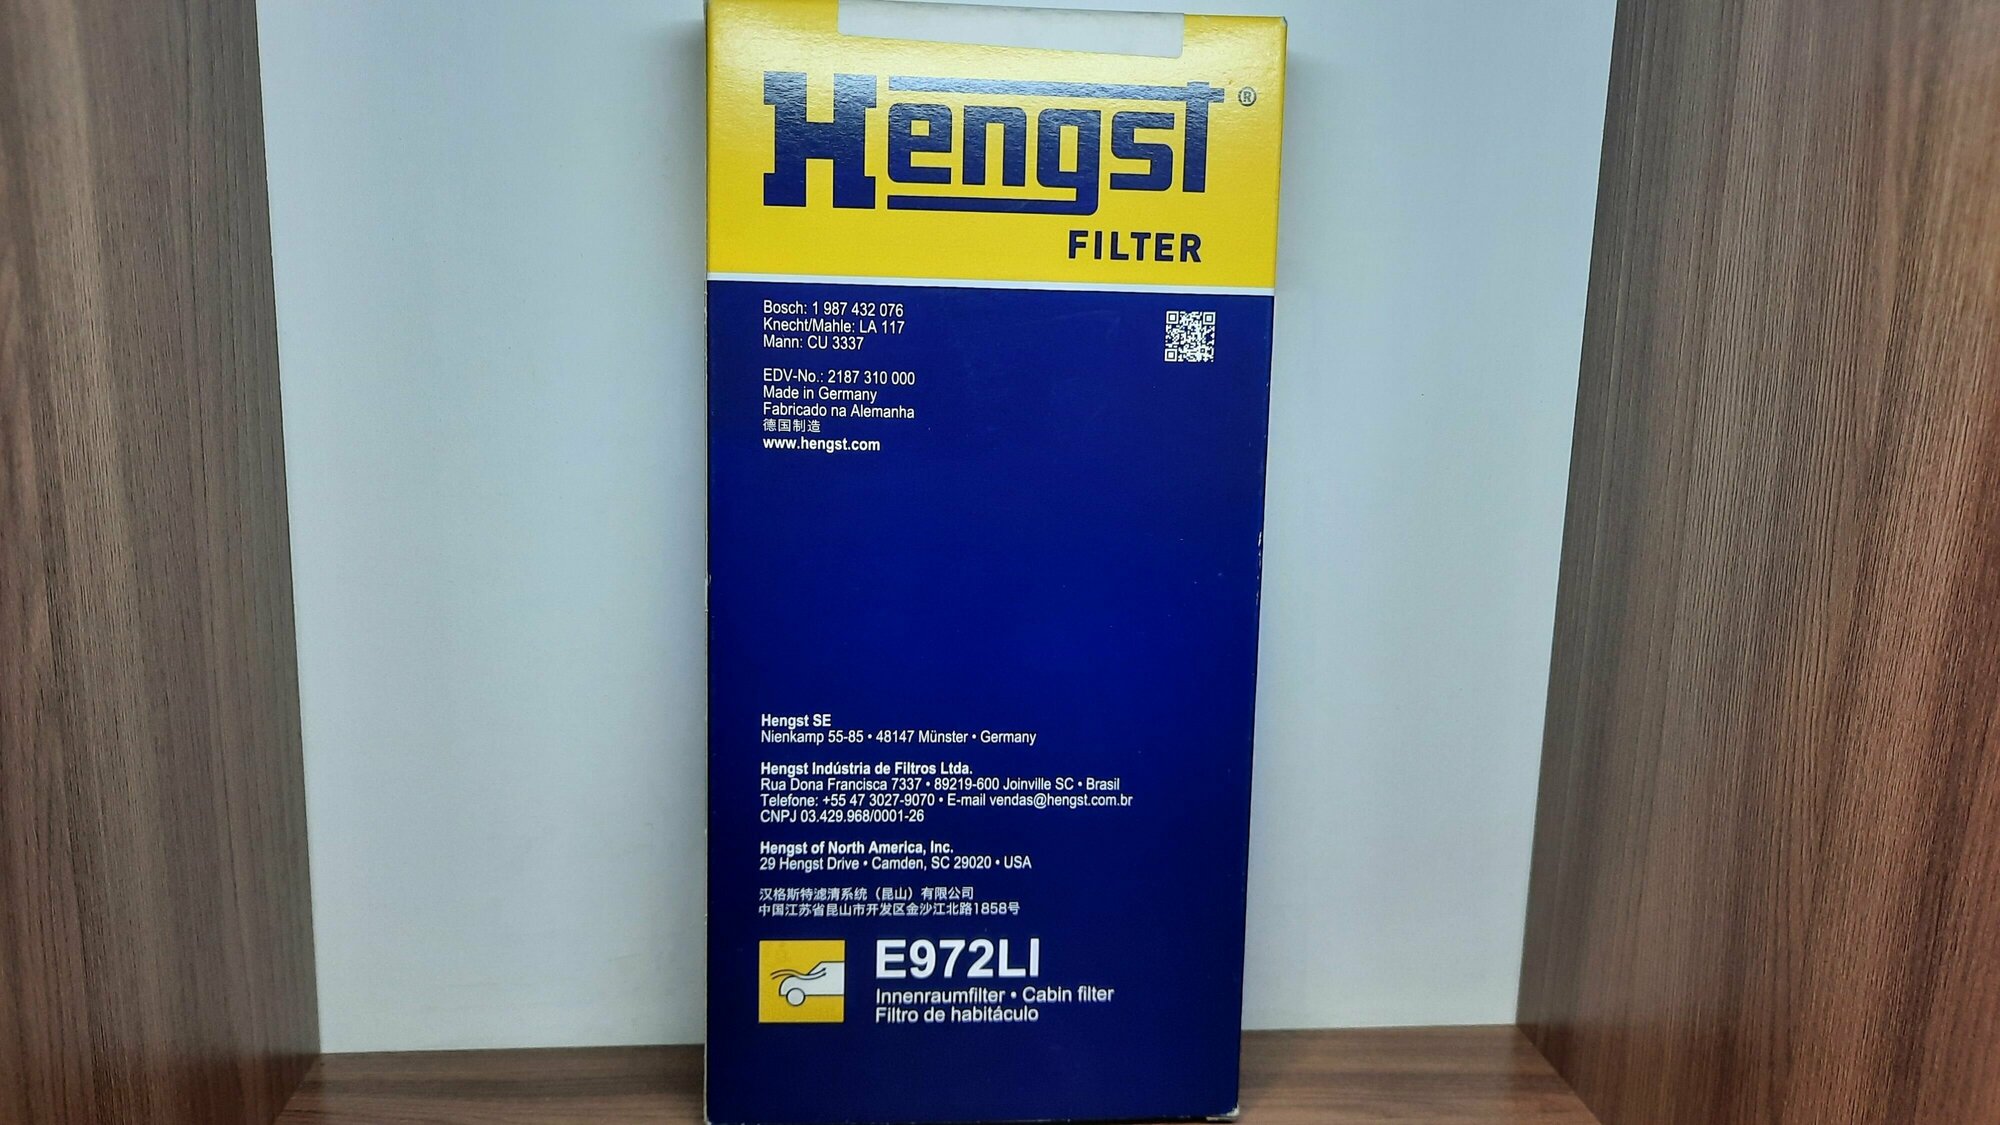 Hengst®
FILTER
Bosch: 1 987 432 076
Knecht/Mahle: LA 117
Mann: CU 3337
EDV-No.: 2187 310 000
Made in Germany
Fabricado na Alemanha
德国制造
www.hengst.com
Hengst SE
Nienkamp 55-85 • 48147 Münster • Germany
Hengst Indústria de Filtros Ltda.
Rua Dona Francisca 7337 • 89219-600 Joinville SC • Brasil
Telefone: +55 47 3027-9070 • E-mail vendas@hengst.com.br
CNPJ 03.429.968/0001-26
Hengst of North America, Inc.
29 Hengst Drive • Camden, SC 29020 • USA
汉格斯特滤清系统（昆山）有限公司
中国江苏省昆山市开发区金沙江北路1858号
E972LI
Innenraumfilter • Cabin filter
Filtro de habitáculo